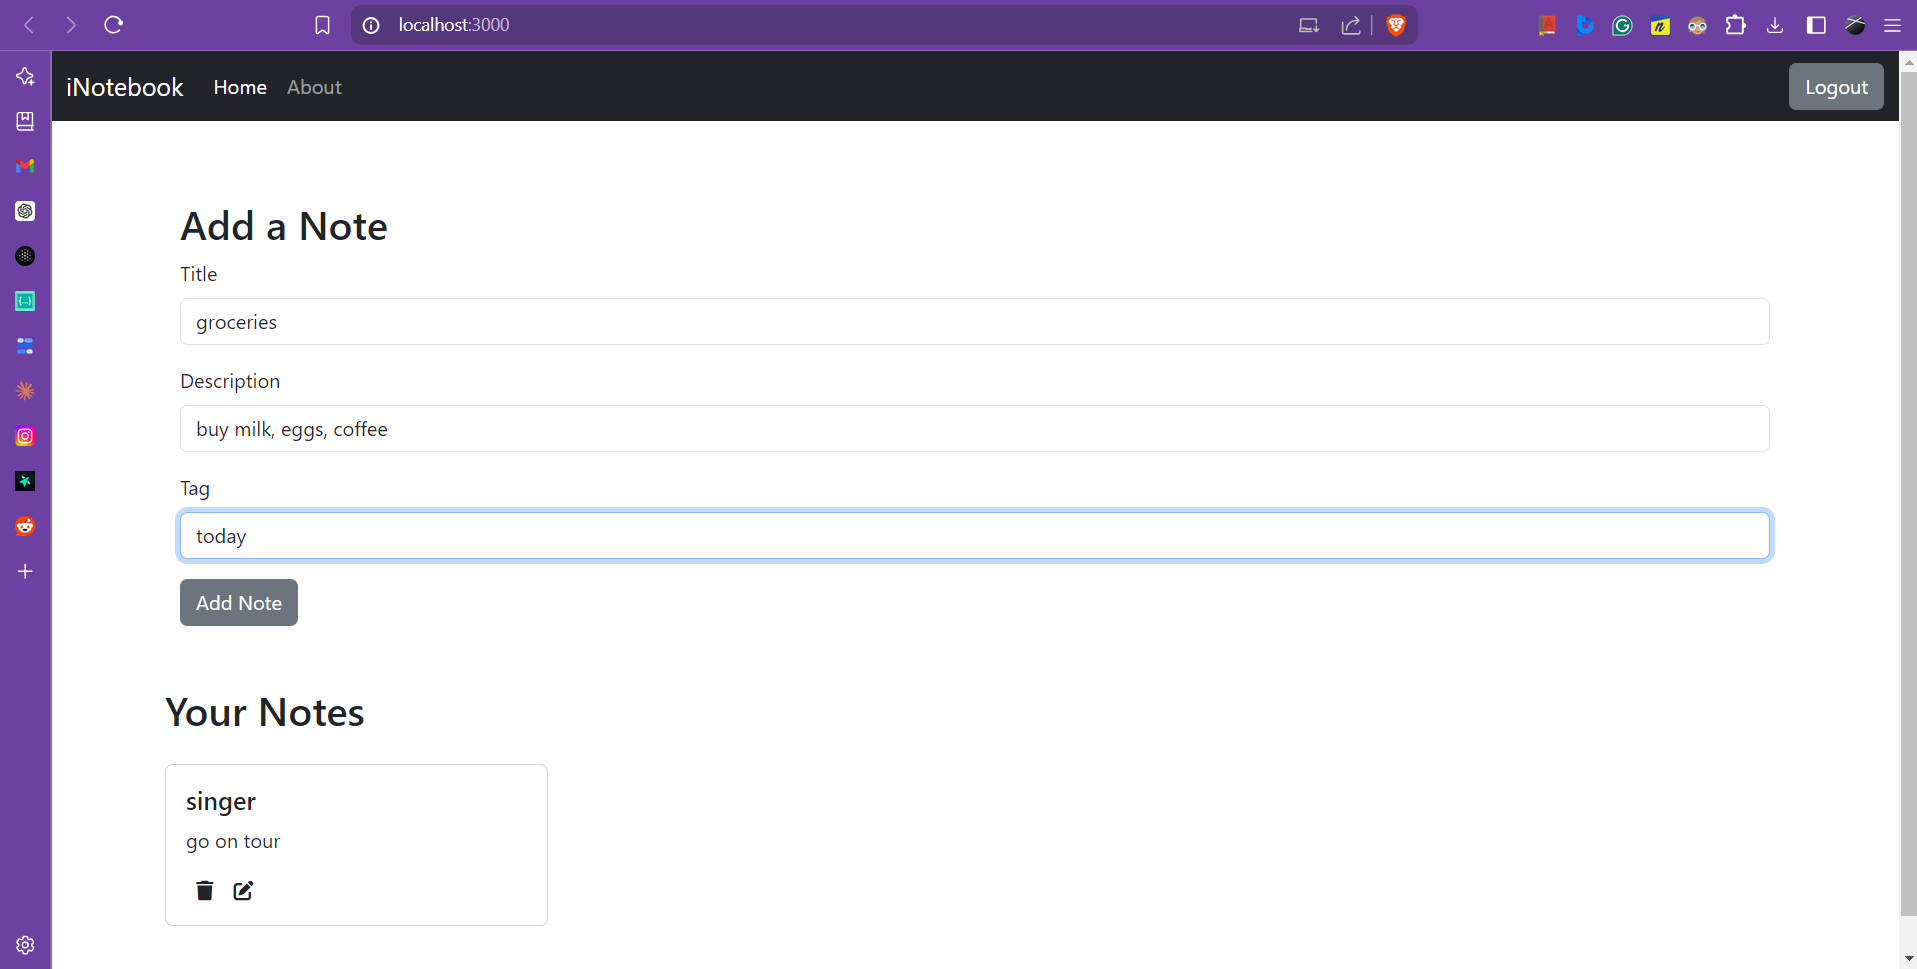 localhost:3000
iNotebook Home About Logout
Add a Note
Title
groceries
Description
buy milk, eggs, coffee
Tag
today
Add Note
Your Notes
singer
go on tour